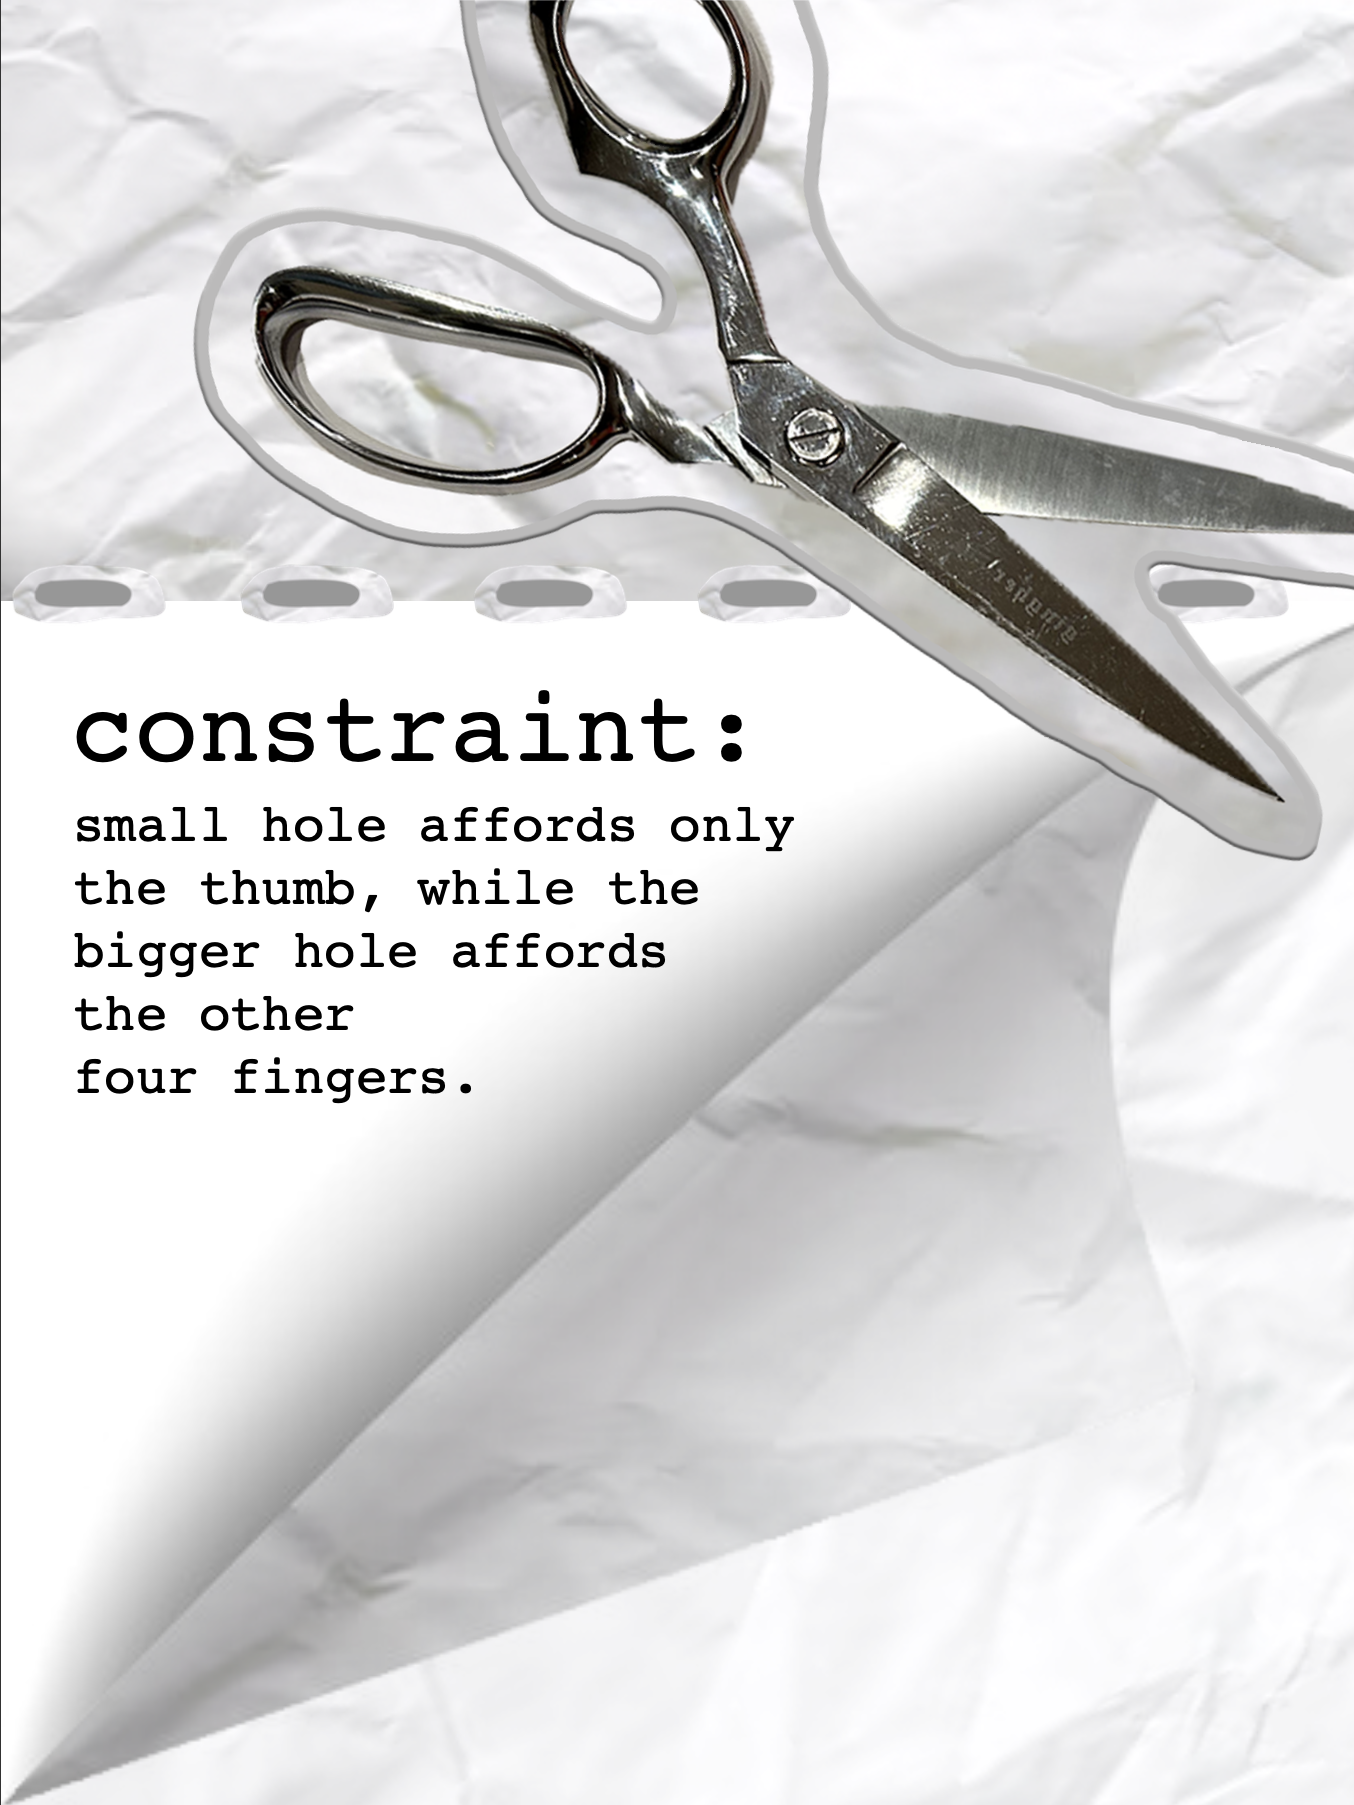 constraint:
small hole affords only
the thumb, while the
bigger hole affords
the other
four fingers.